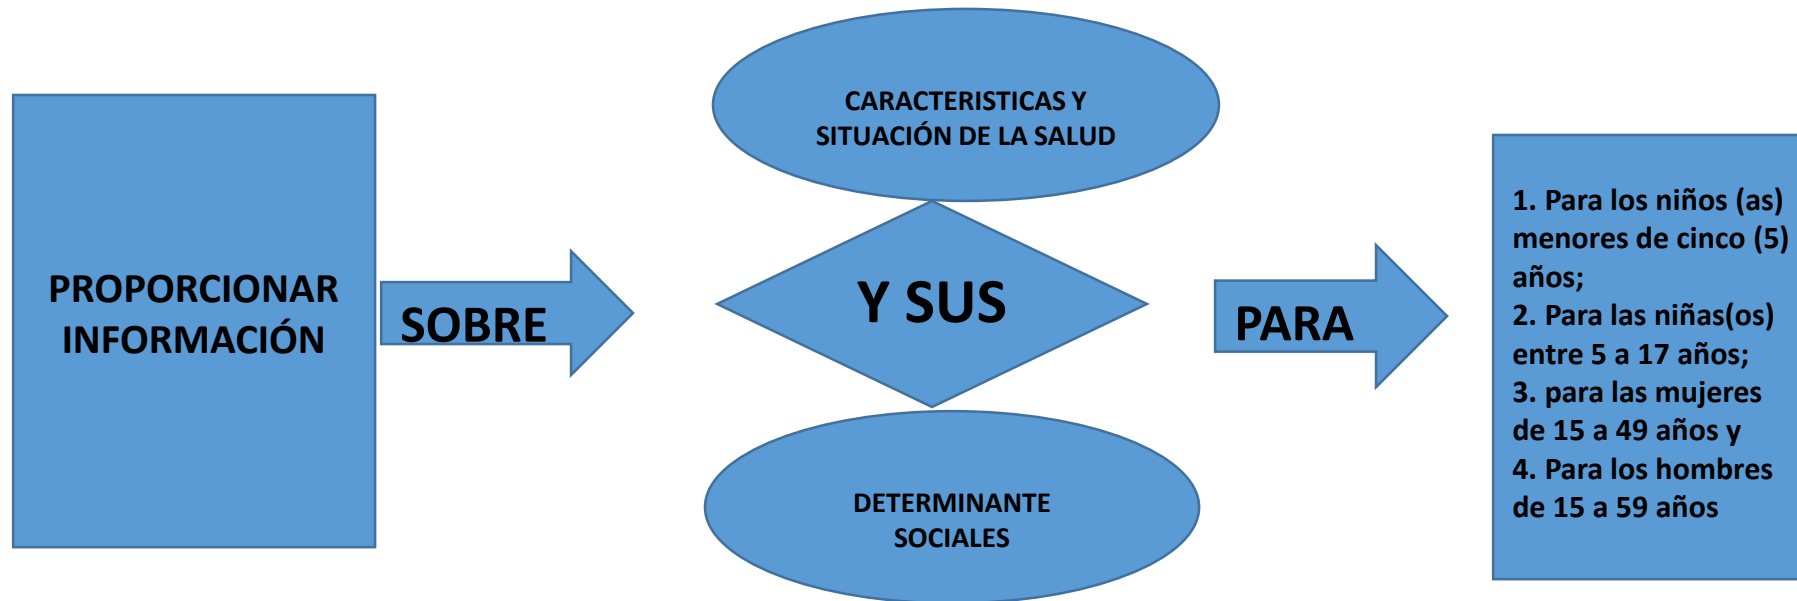 PROPORCIONAR
INFORMACIÓN
SOBRE
CARACTERISTICAS Y
SITUACIÓN DE LA SALUD
Y SUS
DETERMINANTE
SOCIALES
PARA
1. Para los niños (as)
menores de cinco (5)
años;
2. Para las niñas(os)
entre 5 a 17 años;
3. para las mujeres
de 15 a 49 años y
4. Para los hombres
de 15 a 59 años